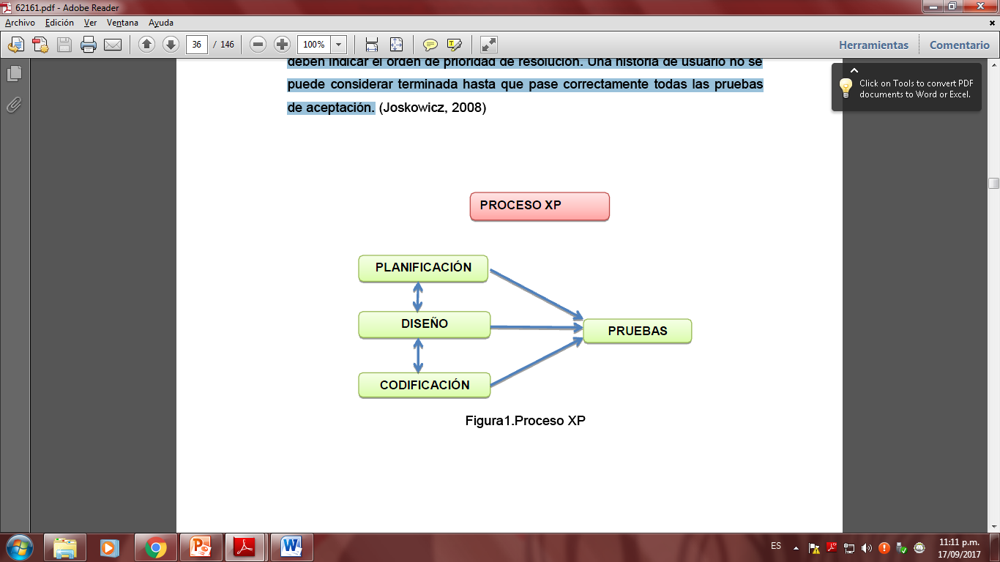 62161.pdf - Adobe Reader
Archivo Edición Ver Ventana Ayuda
36 / 146 100% Herramientas Comentario
deben indicar el orden de prioridad de resolución. Una historia de usuario no se
puede considerar terminada hasta que pase correctamente todas las pruebas
de aceptación. (Joskowicz, 2008)
Click on Tools to convert PDF
documents to Word or Excel.
PROCESO XP
PLANIFICACIÓN
DISEÑO
PRUEBAS
CODIFICACIÓN
Figura1.Proceso XP
ES
11:11 p.m.
17/09/2017